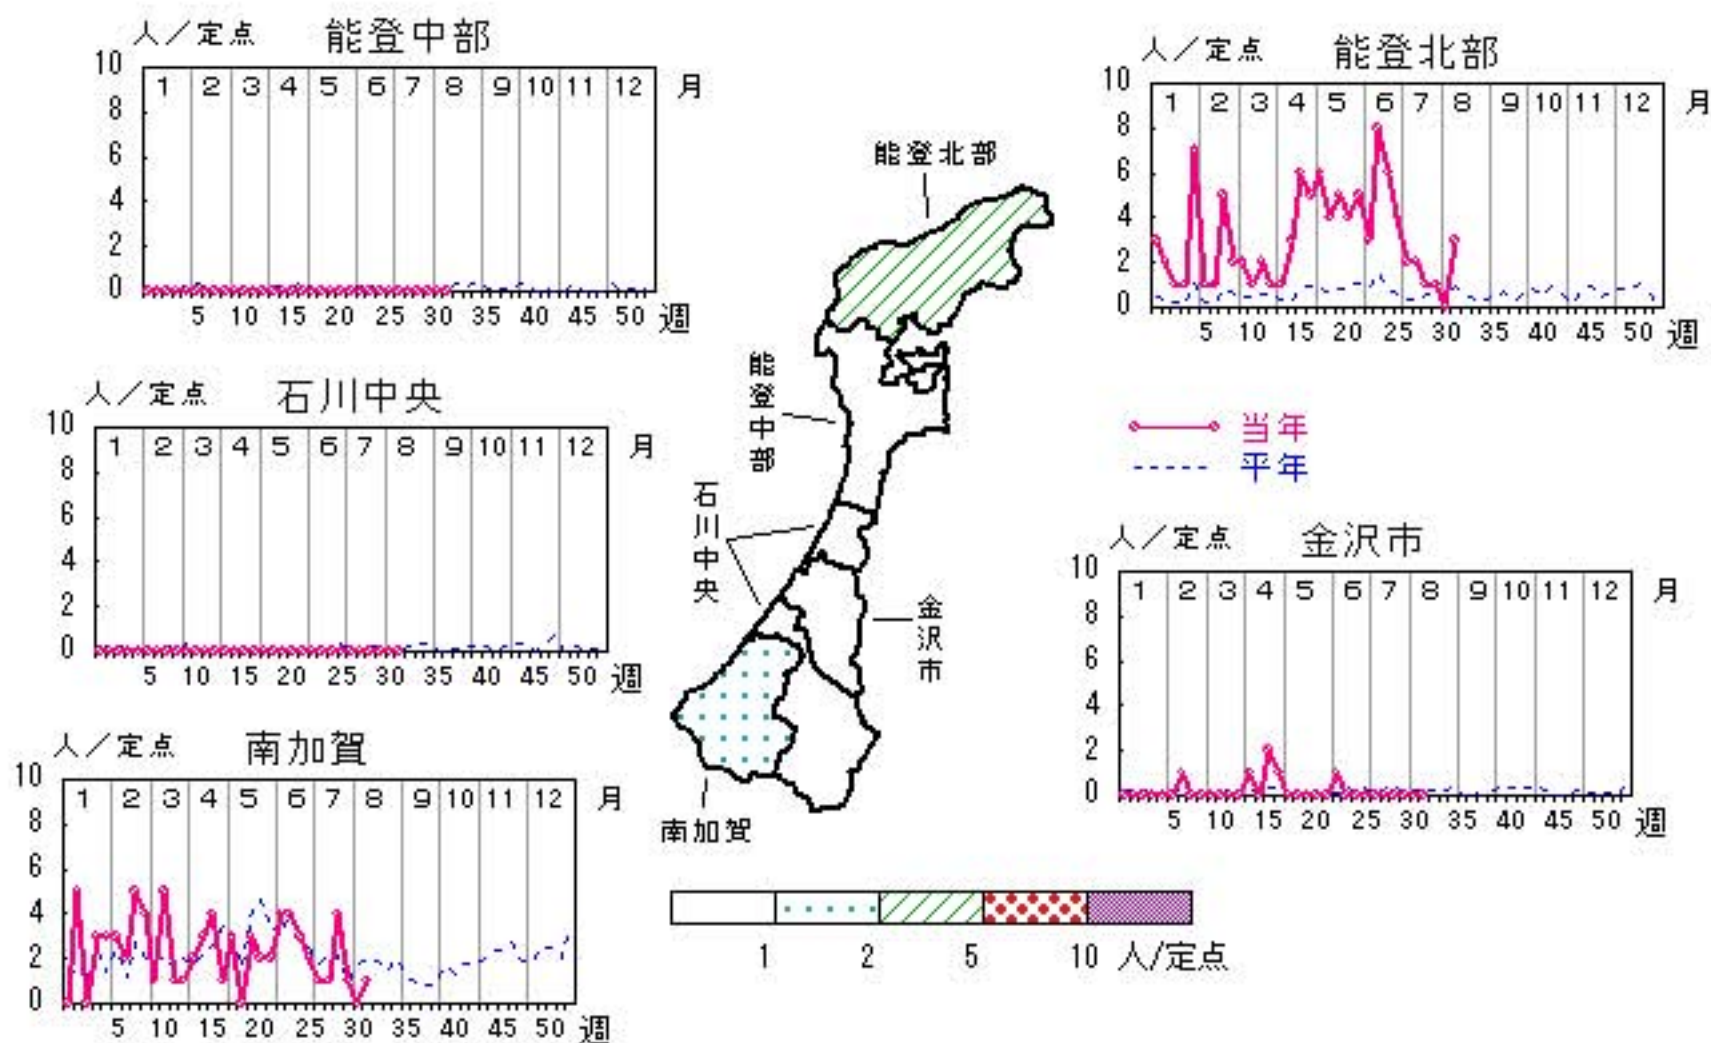 人／定点 能登中部
10 8 6 4 2 0
1 2 3 4 5 6 7 8 9 10 11 12 月
5 10 15 20 25 30 35 40 45 50 週
人／定点 能登北部
10 8 6 4 2 0
1 2 3 4 5 6 7 8 9 10 11 12 月
5 10 15 20 25 30 35 40 45 50 週
能登北部
能登中部
石川中央
金沢市
南加賀
人／定点 石川中央
10 8 6 4 2 0
1 2 3 4 5 6 7 8 9 10 11 12 月
5 10 15 20 25 30 35 40 45 50 週
当年
平年
人／定点 金沢市
10 8 6 4 2 0
1 2 3 4 5 6 7 8 9 10 11 12 月
5 10 15 20 25 30 35 40 45 50 週
人／定点 南加賀
10 8 6 4 2 0
1 2 3 4 5 6 7 8 9 10 11 12 月
5 10 15 20 25 30 35 40 45 50 週
1 2 5 10 人/定点